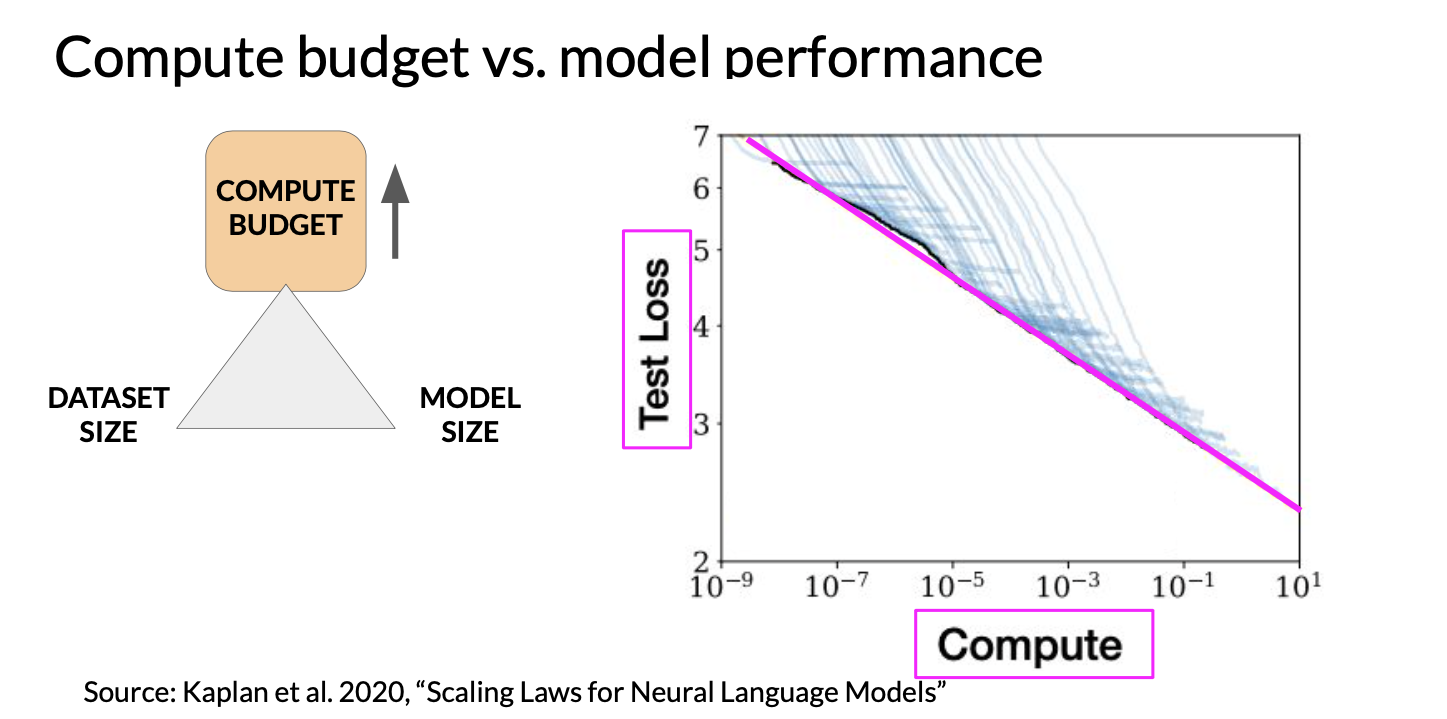 Compute budget vs. model performance
COMPUTE
BUDGET
DATASET
SIZE
MODEL
SIZE
Test Loss
7
6
5
4
3
2
10⁻⁹ 10⁻⁷ 10⁻⁵ 10⁻³ 10⁻¹ 10¹
Compute
Source: Kaplan et al. 2020, “Scaling Laws for Neural Language Models”